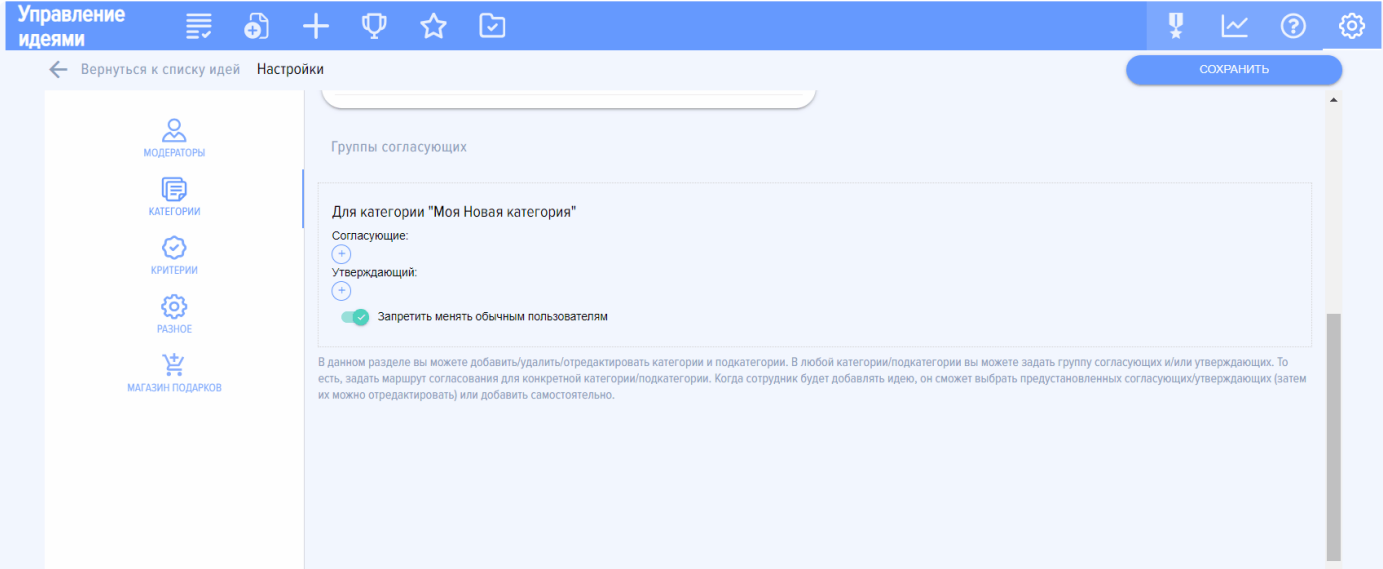 Управление
идеями
Вернуться к списку идей Настройки
СОХРАНИТЬ
МОДЕРАТОРЫ
КАТЕГОРИИ
КРИТЕРИИ
РАЗНОЕ
МАГАЗИН ПОДАРКОВ
Группы согласующих
Для категории "Моя Новая категория"
Согласующие:
Утверждающий:
Запретить менять обычным пользователям
В данном разделе вы можете добавить/удалить/отредактировать категории и подкатегории. В любой категории/подкатегории вы можете задать группу согласующих и/или утверждающих. То
есть, задать маршрут согласования для конкретной категории/подкатегории. Когда сотрудник будет добавлять идею, он сможет выбрать предустановленных согласующих/утверждающих (затем
их можно отредактировать) или добавить самостоятельно.